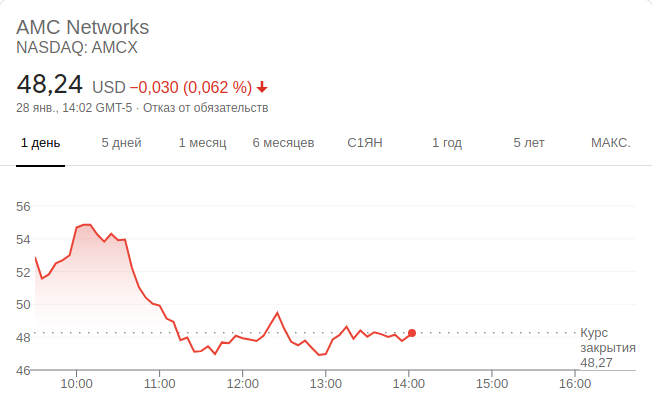 AMC Networks
NASDAQ: AMCX
48,24 USD −0,030 (0,062 %)
28 янв., 14:02 GMT-5 · Отказ от обязательств
1 день 5 дней 1 месяц 6 месяцев С1ЯН 1 год 5 лет МАКС.
56
54
52
50
48
46
Курс
закрытия
48,27
10:00 11:00 12:00 13:00 14:00 15:00 16:00